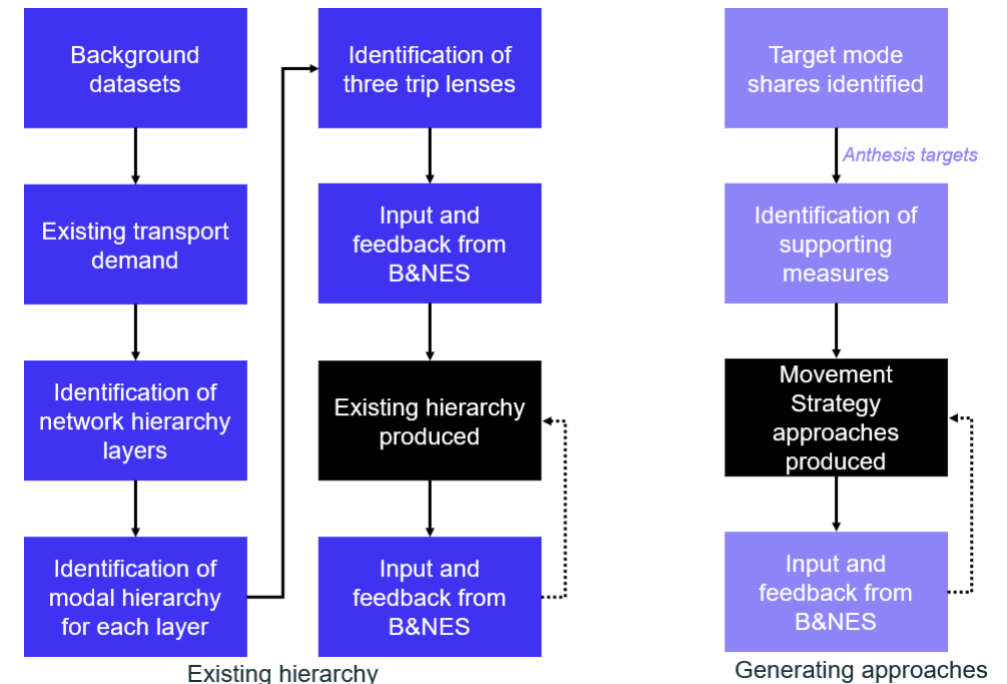 Background
datasets
Existing transport
demand
Identification of
network hierarchy
layers
Identification of
modal hierarchy
for each layer
Identification of
three trip lenses
Input and
feedback from
B&NES
Existing hierarchy
produced
Input and
feedback from
B&NES
Existing hierarchy
Target mode
shares identified
Anthesis targets
Identification of
supporting
measures
Movement
Strategy
approaches
produced
Input and
feedback from
B&NES
Generating approaches